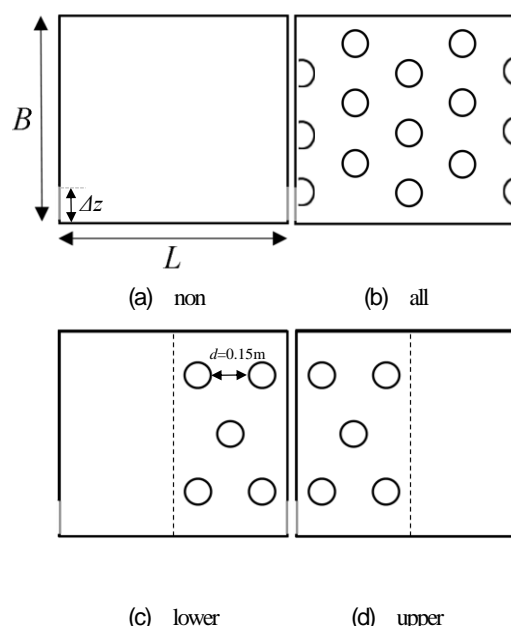 B
Δz
L
(a) non
(b) all
d=0.15m
(c) lower
(d) upper